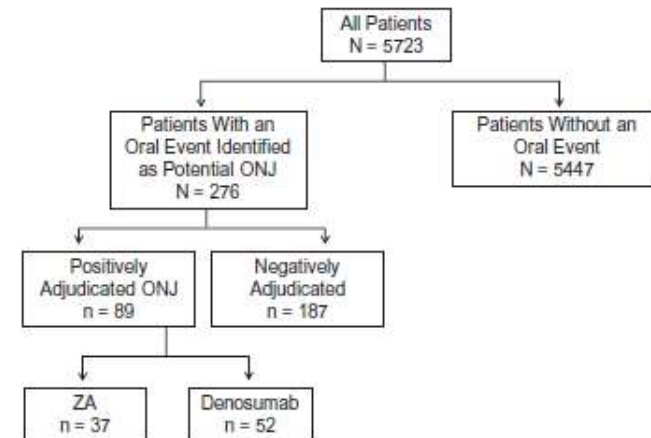 All Patients
N = 5723
Patients With an
Oral Event Identified
as Potential ONJ
N = 276
Patients Without an
Oral Event
N = 5447
Positively
Adjudicated ONJ
n = 89
Negatively
Adjudicated
n = 187
ZA
n = 37
Denosumab
n = 52